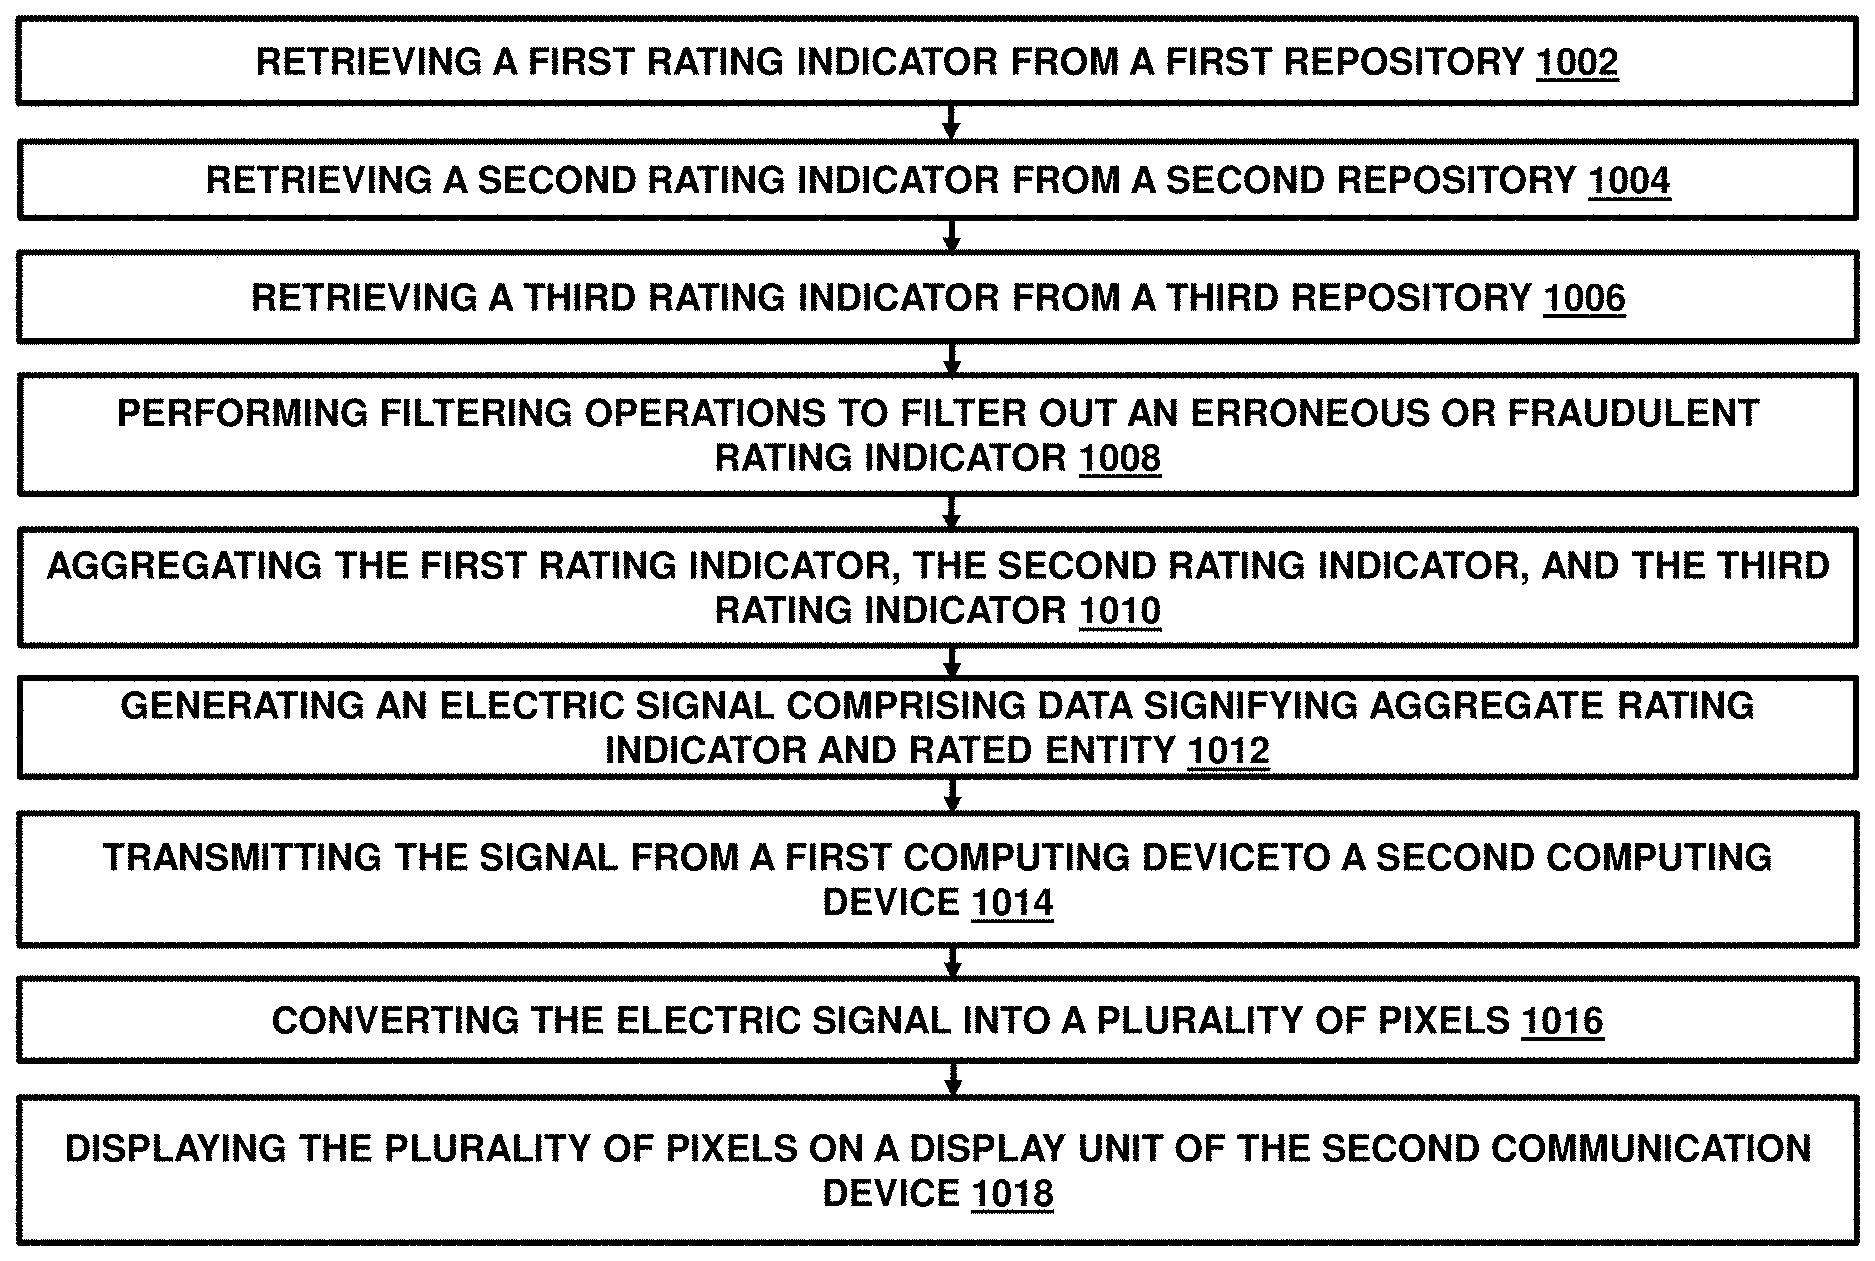 RETRIEVING A FIRST RATING INDICATOR FROM A FIRST REPOSITORY 1002
RETRIEVING A SECOND RATING INDICATOR FROM A SECOND REPOSITORY 1004
RETRIEVING A THIRD RATING INDICATOR FROM A THIRD REPOSITORY 1006
PERFORMING FILTERING OPERATIONS TO FILTER OUT AN ERRONEOUS OR FRAUDULENT
RATING INDICATOR 1008
AGGREGATING THE FIRST RATING INDICATOR, THE SECOND RATING INDICATOR, AND THE THIRD
RATING INDICATOR 1010
GENERATING AN ELECTRIC SIGNAL COMPRISING DATA SIGNIFYING AGGREGATE RATING
INDICATOR AND RATED ENTITY 1012
TRANSMITTING THE SIGNAL FROM A FIRST COMPUTING DEVICETO A SECOND COMPUTING
DEVICE 1014
CONVERTING THE ELECTRIC SIGNAL INTO A PLURALITY OF PIXELS 1016
DISPLAYING THE PLURALITY OF PIXELS ON A DISPLAY UNIT OF THE SECOND COMMUNICATION
DEVICE 1018